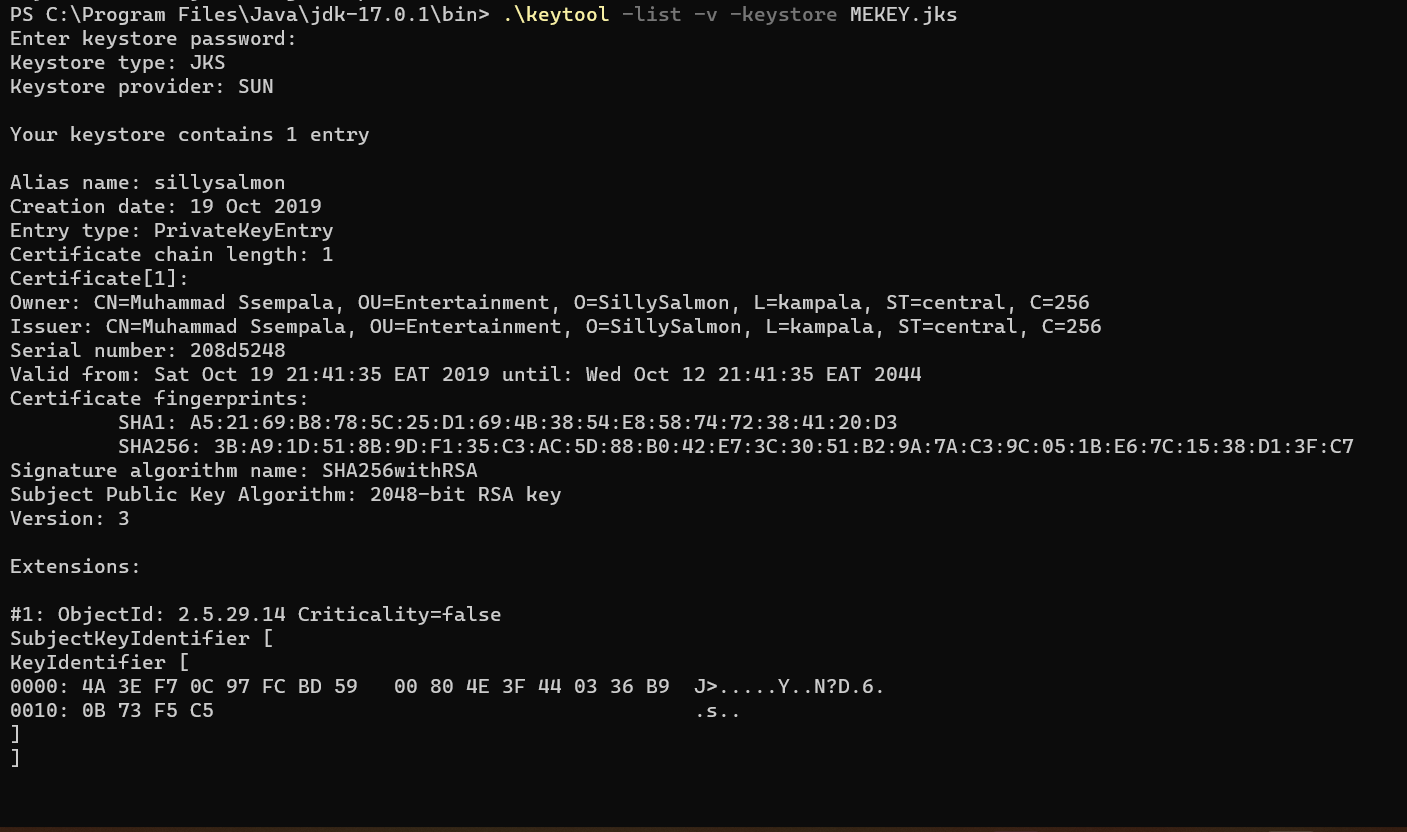 PS C:\Program Files\Java\jdk-17.0.1\bin> .\keytool -list -v -keystore MEKEY.jks
Enter keystore password:
Keystore type: JKS
Keystore provider: SUN
Your keystore contains 1 entry
Alias name: sillysalmon
Creation date: 19 Oct 2019
Entry type: PrivateKeyEntry
Certificate chain length: 1
Certificate[1]:
Owner: CN=Muhammad Ssempala, OU=Entertainment, O=SillySalmon, L=kampala, ST=central, C=256
Issuer: CN=Muhammad Ssempala, OU=Entertainment, O=SillySalmon, L=kampala, ST=central, C=256
Serial number: 208d5248
Valid from: Sat Oct 19 21:41:35 EAT 2019 until: Wed Oct 12 21:41:35 EAT 2044
Certificate fingerprints:
SHA1: A5:21:69:B8:78:5C:25:D1:69:4B:38:54:E8:58:74:72:38:41:20:D3
SHA256: 3B:A9:1D:51:8B:9D:F1:35:C3:AC:5D:88:B0:42:E7:3C:30:51:B2:9A:7A:C3:9C:05:1B:E6:7C:15:38:D1:3F:C7
Signature algorithm name: SHA256withRSA
Subject Public Key Algorithm: 2048-bit RSA key
Version: 3
Extensions:
#1: ObjectId: 2.5.29.14 Criticality=false
SubjectKeyIdentifier [
KeyIdentifier [
0000: 4A 3E F7 0C 97 FC BD 59   00 80 4E 3F 44 03 36 B9  J>.....Y..N?D.6.
0010: 0B 73 F5 C5                                        .s..
]
]